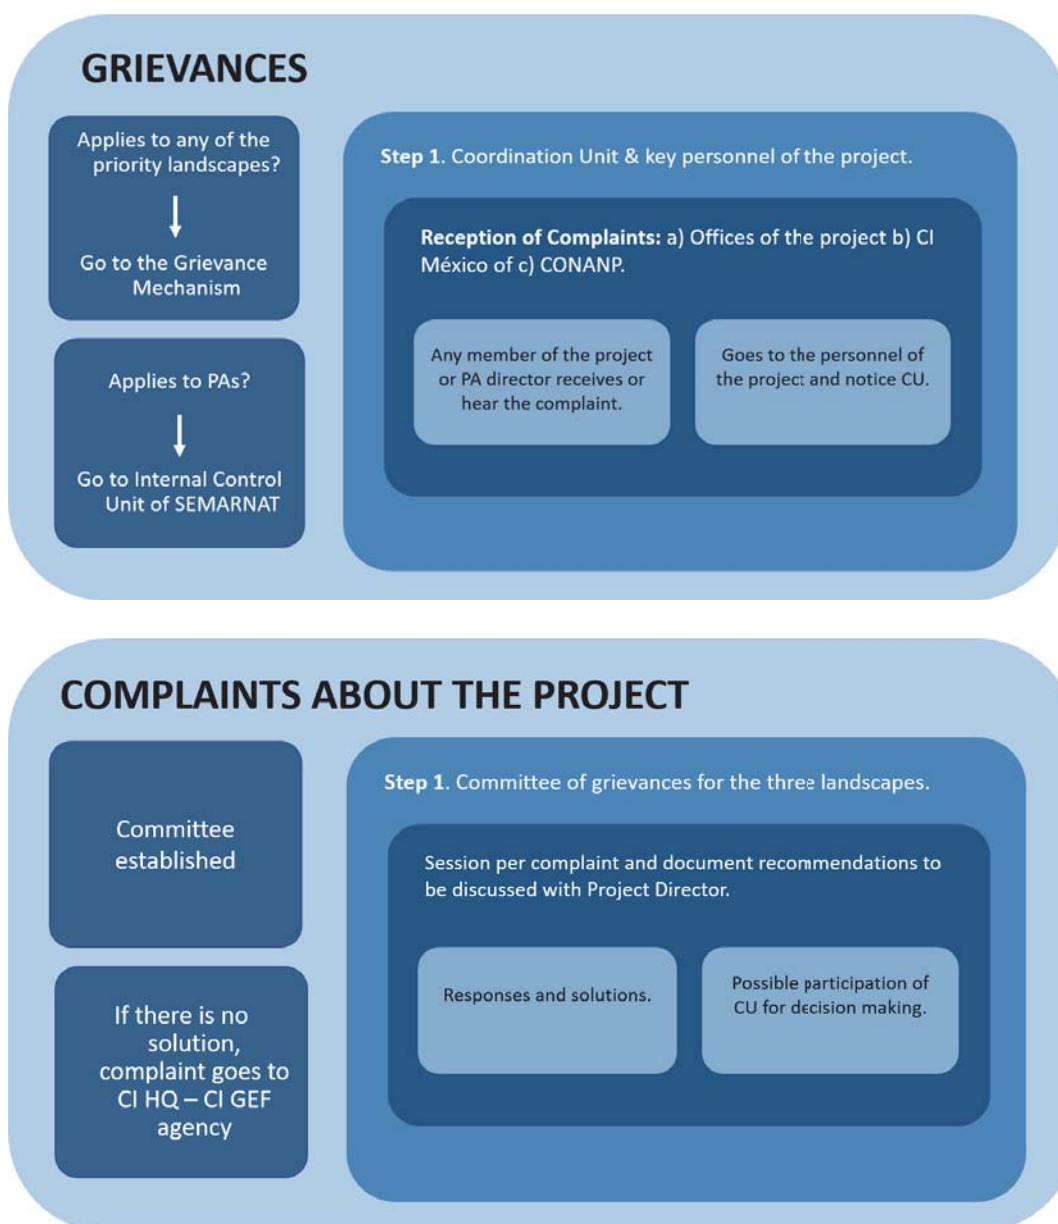 GRIEVANCES
Applies to any of the
priority landscapes?
Go to the Grievance
Mechanism
Applies to PAs?
Go to Internal Control
Unit of SEMARNAT
Step 1. Coordination Unit & key personnel of the project.
Reception of Complaints: a) Offices of the project b) CI
México of c) CONANP.
Any member of the project
or PA director receives or
hear the complaint.
Goes to the personnel of
the project and notice CU.
COMPLAINTS ABOUT THE PROJECT
Committee
established
If there is no
solution,
complaint goes to
CI HQ – CI GEF
agency
Step 1. Committee of grievances for the three landscapes.
Session per complaint and document recommendations to
be discussed with Project Director.
Responses and solutions.
Possible participation of
CU for decision making.